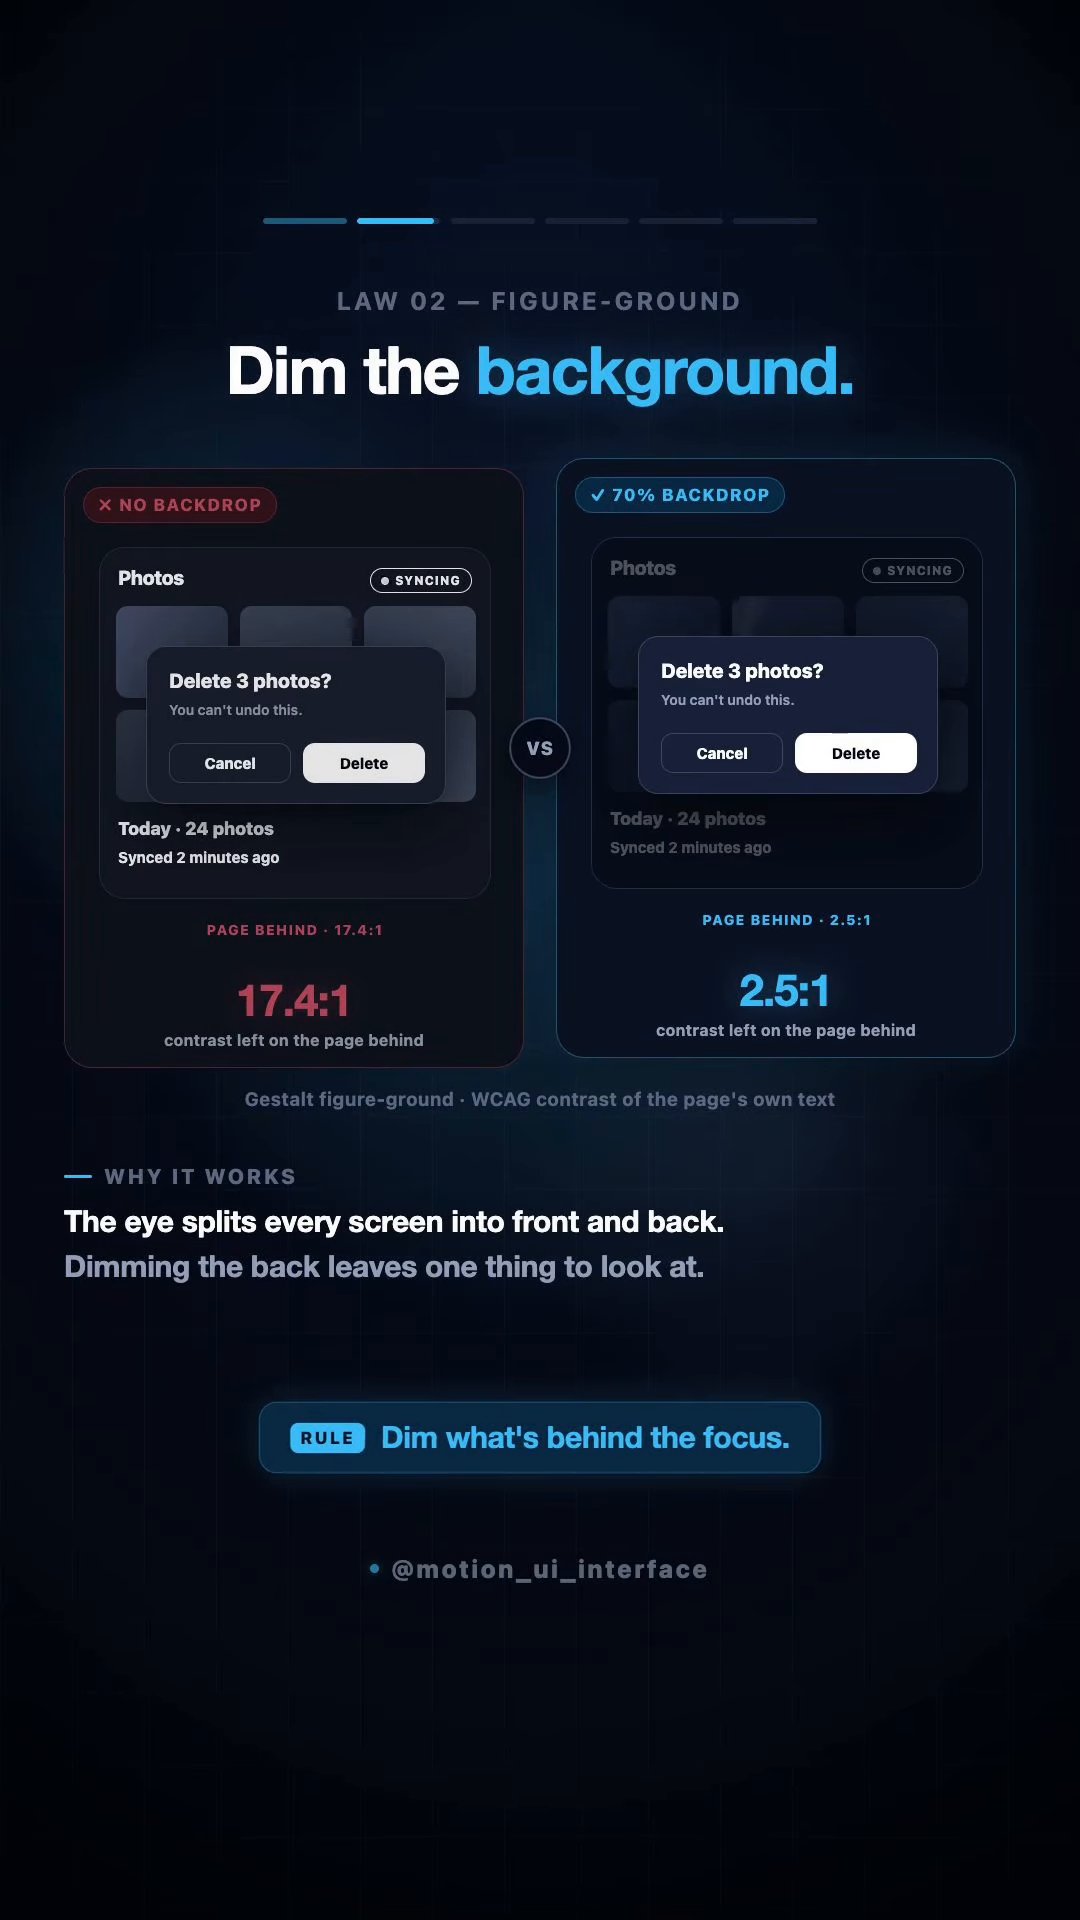 LAW 02 — FIGURE-GROUND
Dim the background.
✕ NO BACKDROP
Photos
SYNCING
Delete 3 photos?
You can't undo this.
Cancel
Delete
Today · 24 photos
Synced 2 minutes ago
PAGE BEHIND · 17.4:1
17.4:1
contrast left on the page behind
VS
✓ 70% BACKDROP
Photos
SYNCING
Delete 3 photos?
You can't undo this.
Cancel
Delete
Today · 24 photos
Synced 2 minutes ago
PAGE BEHIND · 2.5:1
2.5:1
contrast left on the page behind
Gestalt figure-ground · WCAG contrast of the page's own text
WHY IT WORKS
The eye splits every screen into front and back.
Dimming the back leaves one thing to look at.
RULE Dim what's behind the focus.
@motion_ui_interface